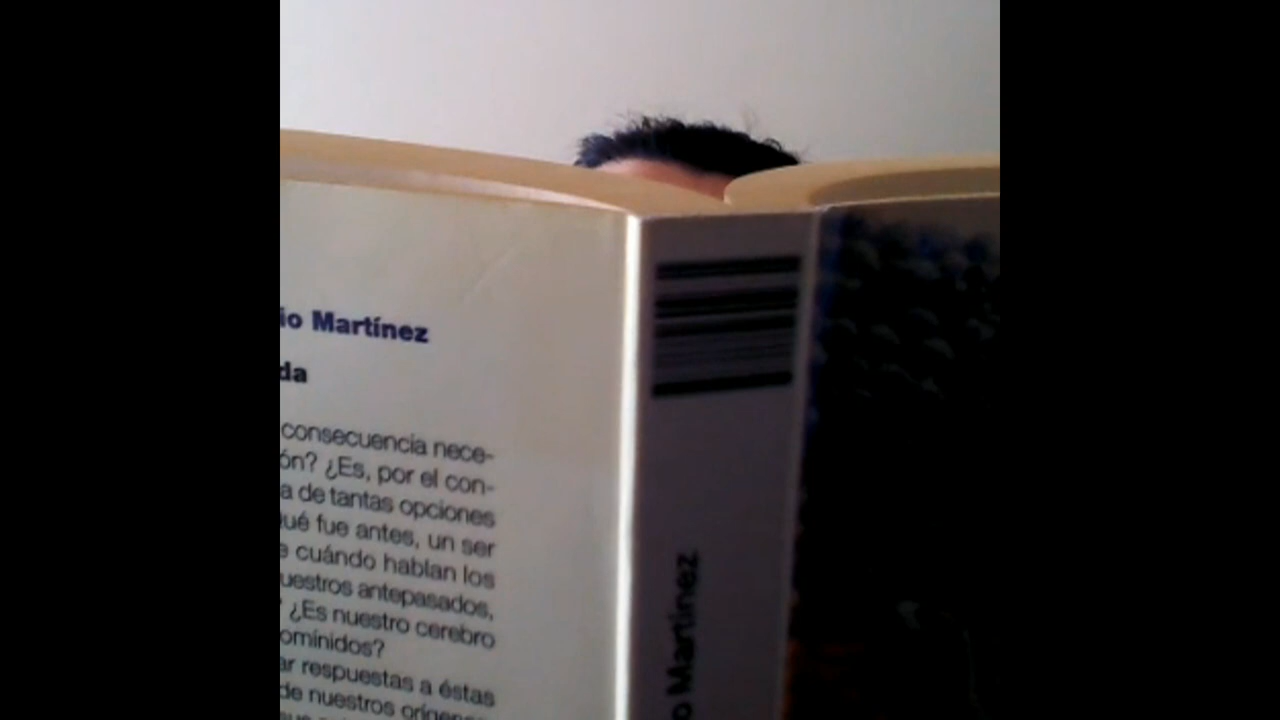 io Martínez
da
consecuencia nece-
ón? ¿Es, por el con-
a de tantas opciones
ué fue antes, un ser
e cuándo hablan los
uestros antepasados,
¿Es nuestro cerebro
omínidos?
ar respuestas a éstas
de nuestros orígenes
o Martínez